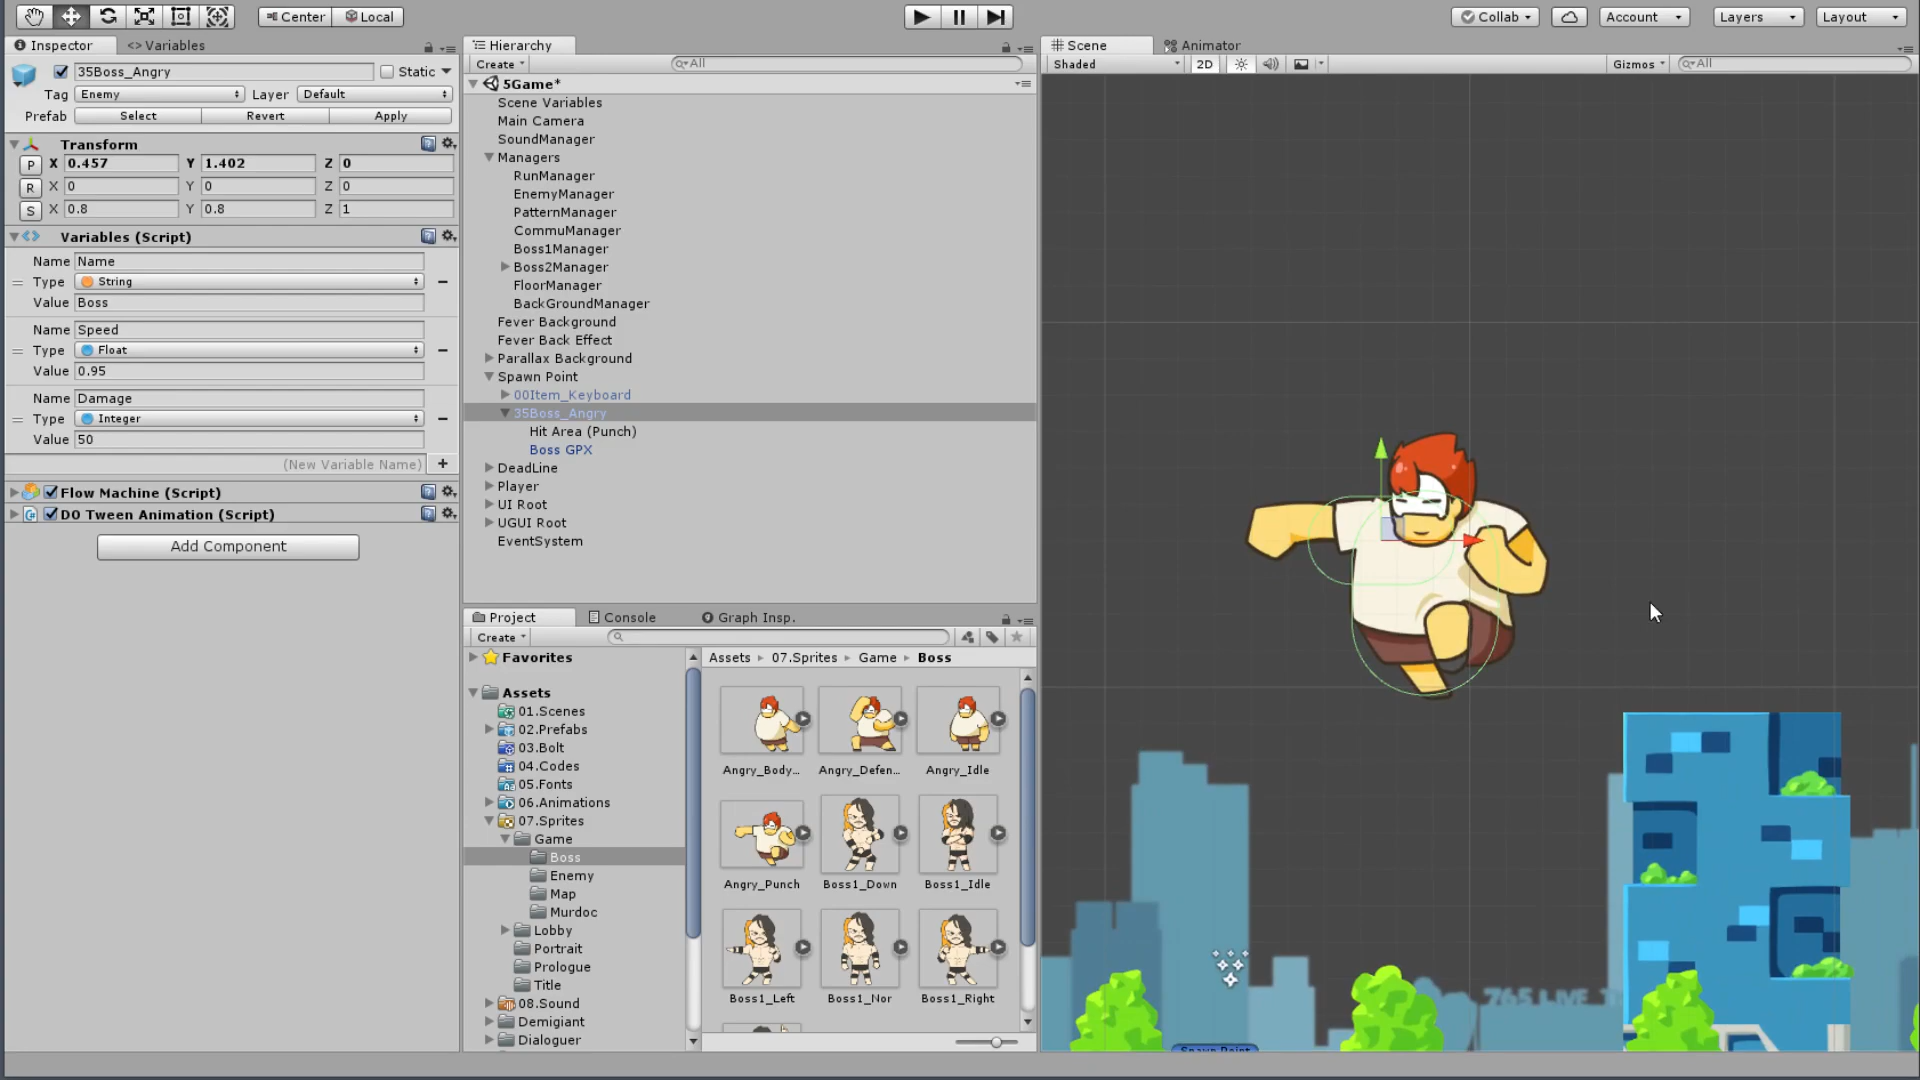 Center
Local
Collab
Account
Layers
Layout
Inspector
Variables
35Boss_Angry
Static
Tag Enemy
Layer Default
Prefab Select Revert Apply
Transform
P X 0.457 Y 1.402 Z 0
R X 0 Y 0 Z 0
S X 0.8 Y 0.8 Z 1
Variables (Script)
Name Name
Type String
Value Boss
Name Speed
Type Float
Value 0.95
Name Damage
Type Integer
Value 50
(New Variable Name)
Flow Machine (Script)
DO Tween Animation (Script)
Add Component
Hierarchy
Create
All
5Game*
Scene Variables
Main Camera
SoundManager
Managers
RunManager
EnemyManager
PatternManager
CommuManager
Boss1Manager
Boss2Manager
FloorManager
BackGroundManager
Fever Background
Fever Back Effect
Parallax Background
Spawn Point
00Item_Keyboard
35Boss_Angry
Hit Area (Punch)
Boss GPX
DeadLine
Player
UI Root
UGUI Root
EventSystem
Project
Console
Graph Insp.
Create
Favorites
Assets
01.Scenes
02.Prefabs
03.Bolt
04.Codes
05.Fonts
06.Animations
07.Sprites
Game
Boss
Enemy
Map
Murdoc
Lobby
Portrait
Prologue
Title
08.Sound
Demigiant
Dialoguer
Assets 07.Sprites Game Boss
Angry_Body... Angry_Defen... Angry_Idle
Angry_Punch Boss1_Down Boss1_Idle
Boss1_Left Boss1_Nor Boss1_Right
Scene
Animator
Shaded
2D
Gizmos
All
765 LIVE
Spawn Point